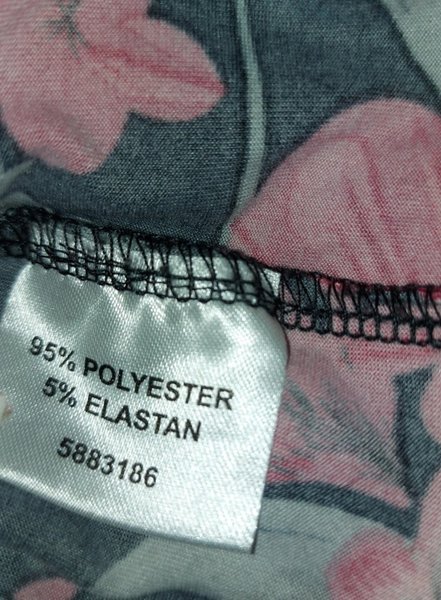 95% POLYESTER
5% ELASTAN
5883186